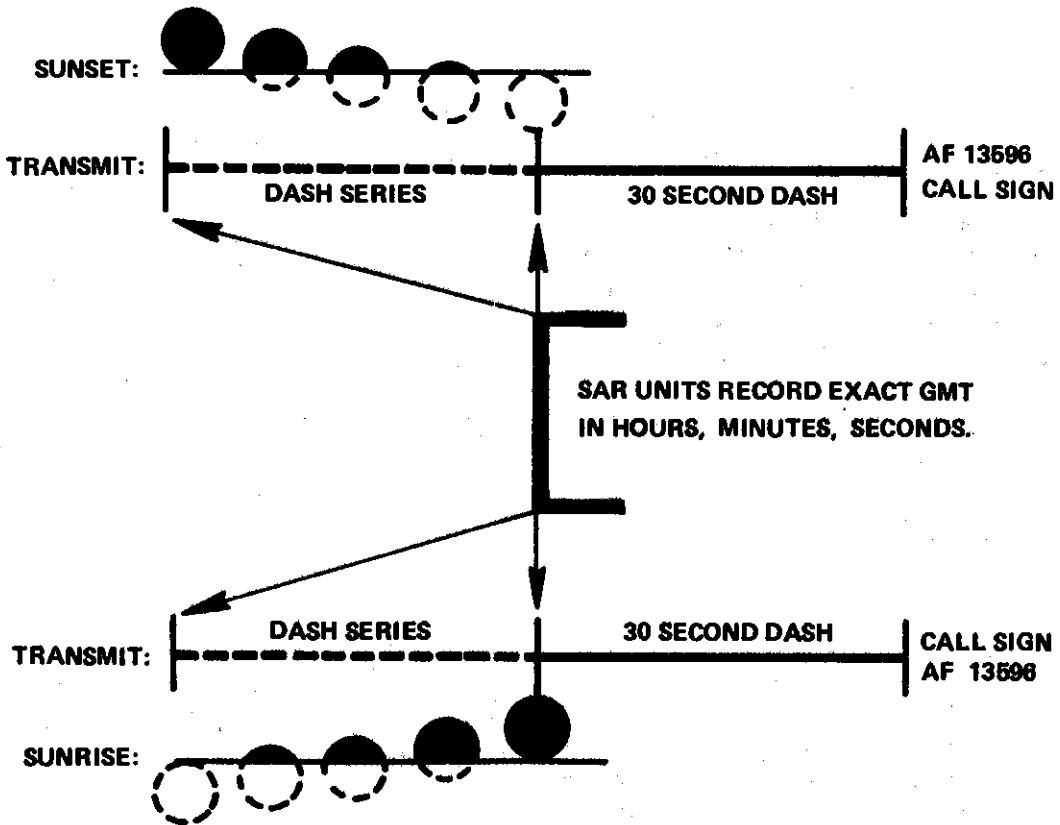 SUNSET:
TRANSMIT:
DASH SERIES
30 SECOND DASH
AF 13596
CALL SIGN
SAR UNITS RECORD EXACT GMT
IN HOURS, MINUTES, SECONDS.
TRANSMIT:
DASH SERIES
30 SECOND DASH
CALL SIGN
AF 13596
SUNRISE: